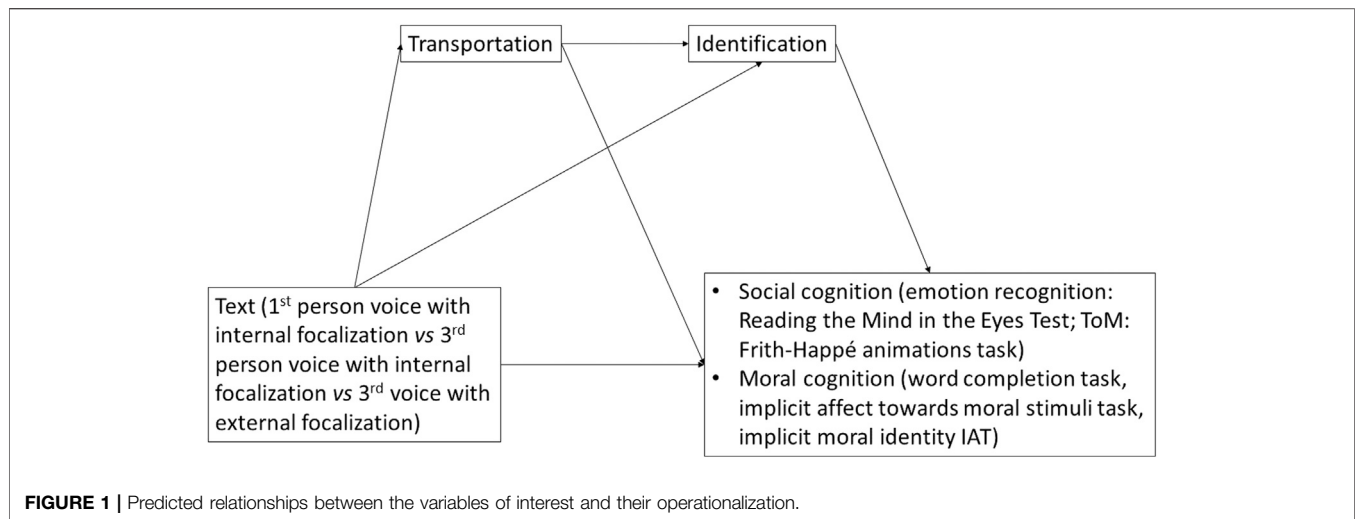 Transportation
Identification
Text (1st person voice with
internal focalization vs 3rd
person voice with internal
focalization vs 3rd voice with
external focalization)
• Social cognition (emotion recognition:
Reading the Mind in the Eyes Test; ToM:
Frith-Happé animations task)
• Moral cognition (word completion task,
implicit affect towards moral stimuli task,
implicit moral identity IAT)
FIGURE 1 | Predicted relationships between the variables of interest and their operationalization.